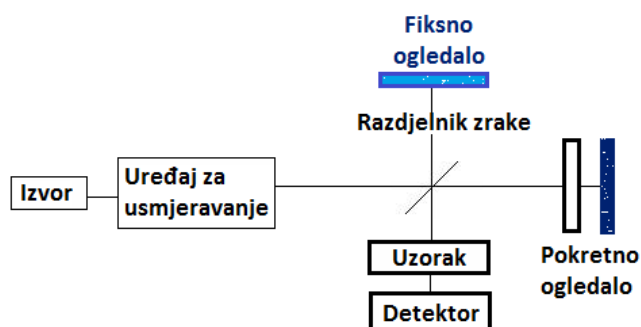 Fiksno
ogledalo
Razdjelnik zrake
Izvor
Uređaj za
usmjeravanje
Uzorak
Detektor
Pokretno
ogledalo